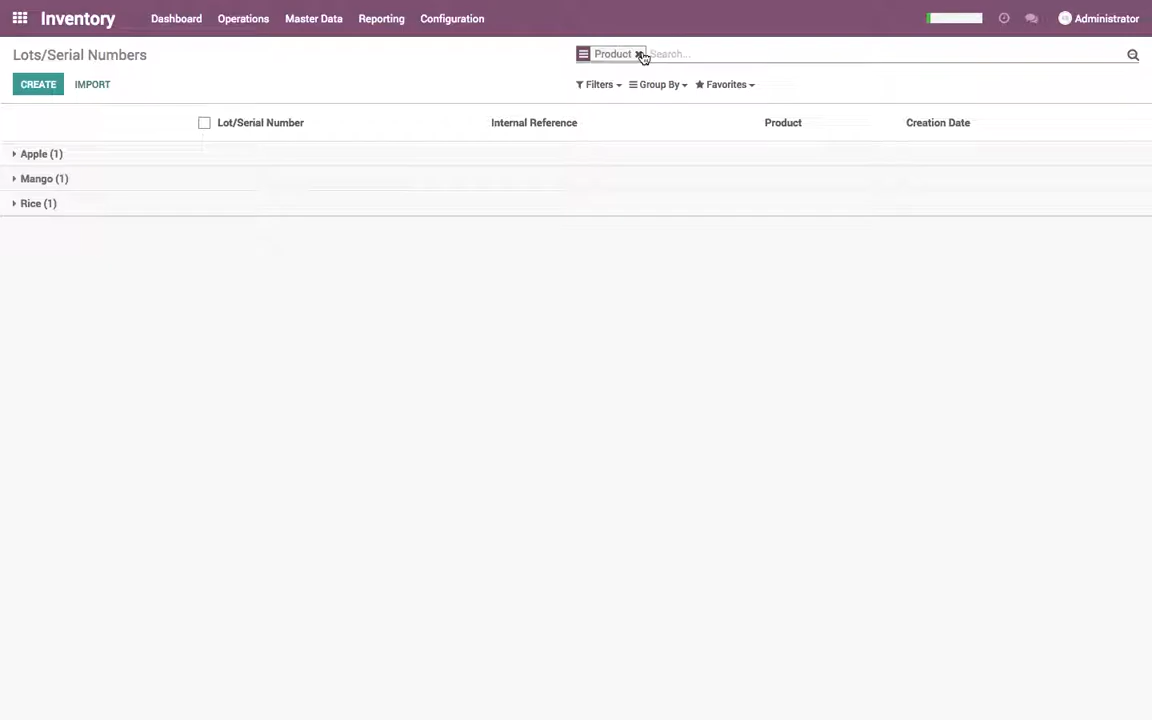 Inventory Dashboard Operations Master Data Reporting Configuration Administrator
Lots/Serial Numbers Product Search...
CREATE IMPORT Filters Group By Favorites
Lot/Serial Number Internal Reference Product Creation Date
Apple (1)
Mango (1)
Rice (1)